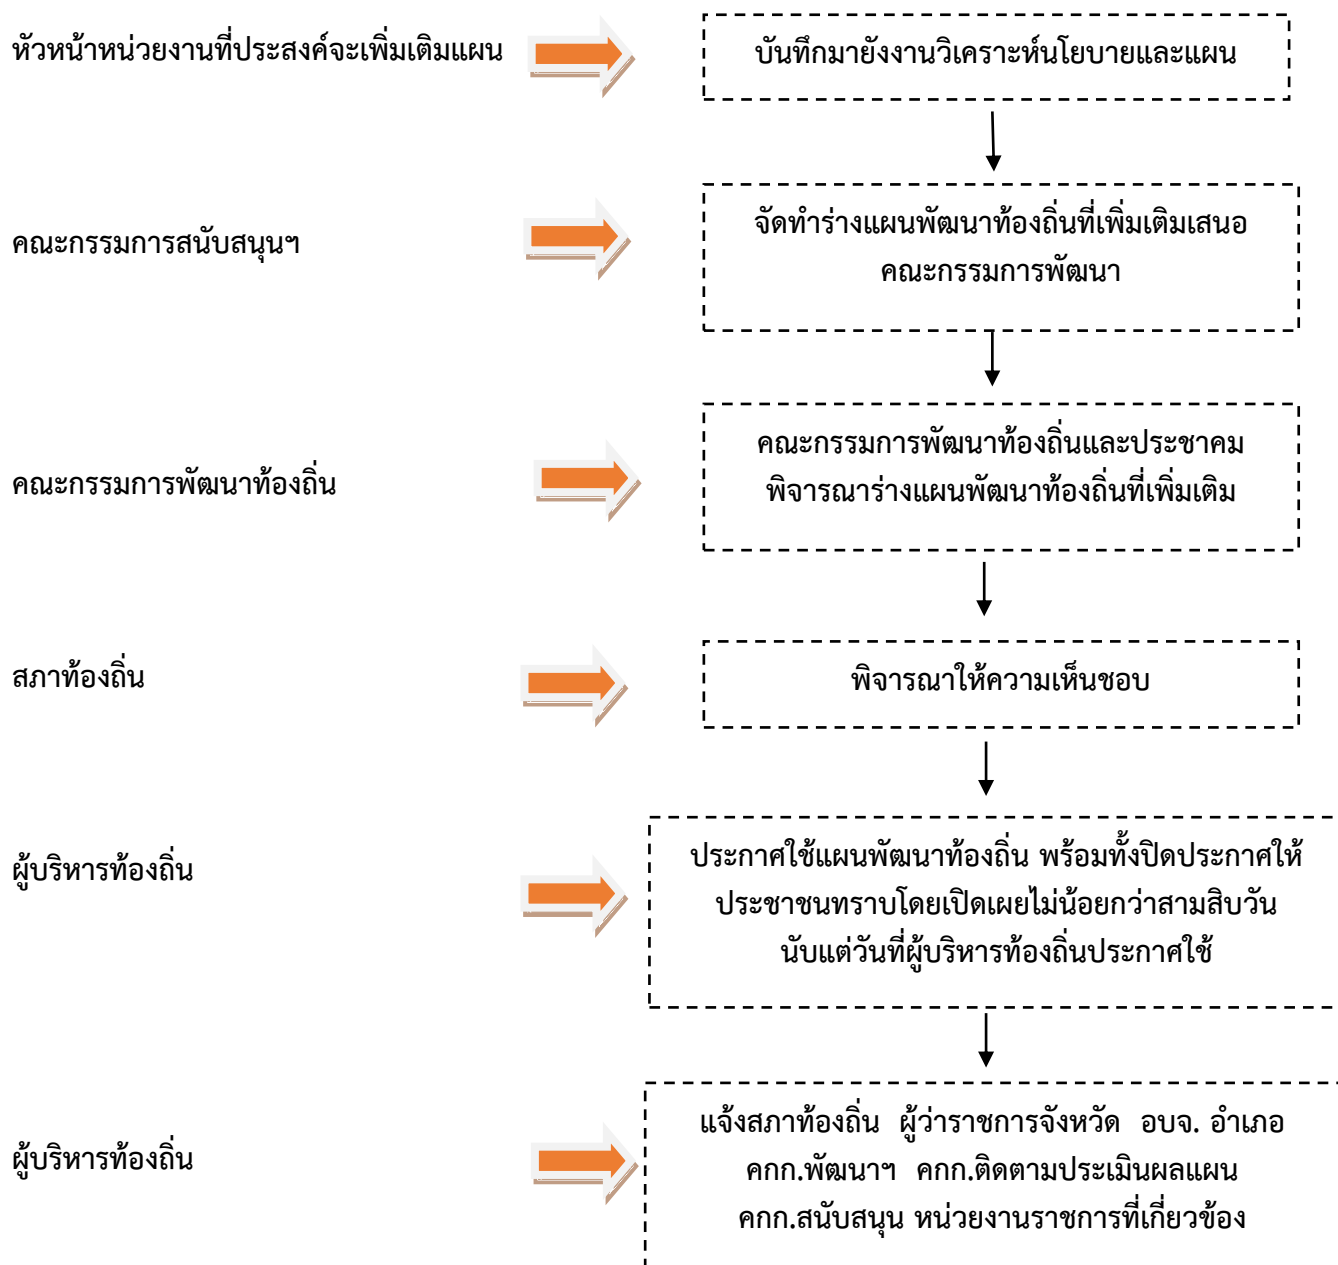 หัวหน้าหน่วยงานที่ประสงค์จะเพิ่มเติมแผน
บันทึกมายังงานวิเคราะห์นโยบายและแผน
คณะกรรมการสนับสนุนฯ
จัดทำร่างแผนพัฒนาท้องถิ่นที่เพิ่มเติมเสนอ
คณะกรรมการพัฒนา
คณะกรรมการพัฒนาท้องถิ่น
คณะกรรมการพัฒนาท้องถิ่นและประชาคม
พิจารณาร่างแผนพัฒนาท้องถิ่นที่เพิ่มเติม
สภาท้องถิ่น
พิจารณาให้ความเห็นชอบ
ผู้บริหารท้องถิ่น
ประกาศใช้แผนพัฒนาท้องถิ่น พร้อมทั้งปิดประกาศให้
ประชาชนทราบโดยเปิดเผยไม่น้อยกว่าสามสิบวัน
นับแต่วันที่ผู้บริหารท้องถิ่นประกาศใช้
ผู้บริหารท้องถิ่น
แจ้งสภาท้องถิ่น ผู้ว่าราชการจังหวัด อบจ. อำเภอ
คกก.พัฒนาฯ คกก.ติดตามประเมินผลแผน
คกก.สนับสนุน หน่วยงานราชการที่เกี่ยวข้อง